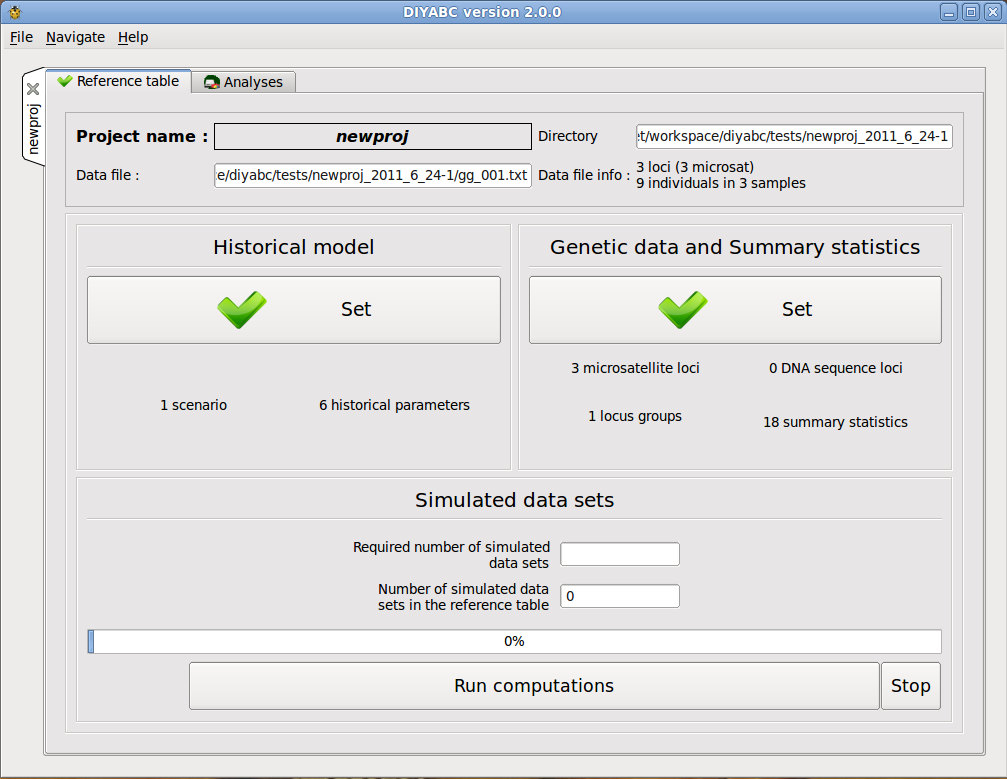 DIYABC version 2.0.0
File Navigate Help
newproj
Reference table
Analyses
Project name :
newproj
Directory
et/workspace/diyabc/tests/newproj_2011_6_24-1
Data file :
e/diyabc/tests/newproj_2011_6_24-1/gg_001.txt
Data file info :
3 loci (3 microsat)
9 individuals in 3 samples
Historical model
Set
1 scenario
6 historical parameters
Genetic data and Summary statistics
Set
3 microsatellite loci
0 DNA sequence loci
1 locus groups
18 summary statistics
Simulated data sets
Required number of simulated
data sets
Number of simulated data
sets in the reference table
0
0%
Run computations
Stop